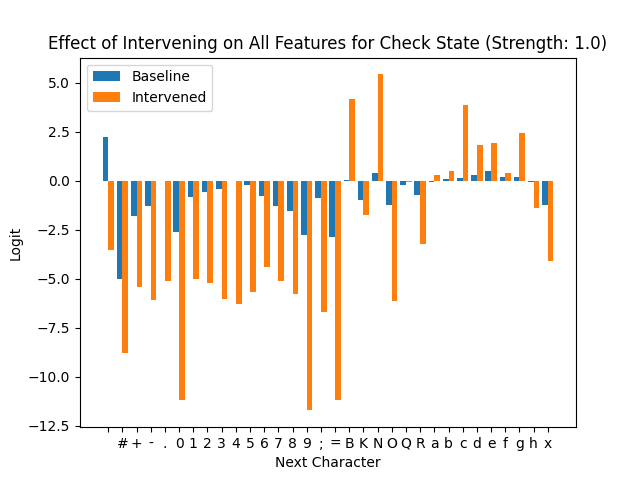 Effect of Intervening on All Features for Check State (Strength: 1.0)
Baseline
Intervened
5.0
2.5
0.0
−2.5
−5.0
−7.5
−10.0
−12.5
Logit
# + - . 0 1 2 3 4 5 6 7 8 9 ; = B K N O Q R a b c d e f g h x
Next Character